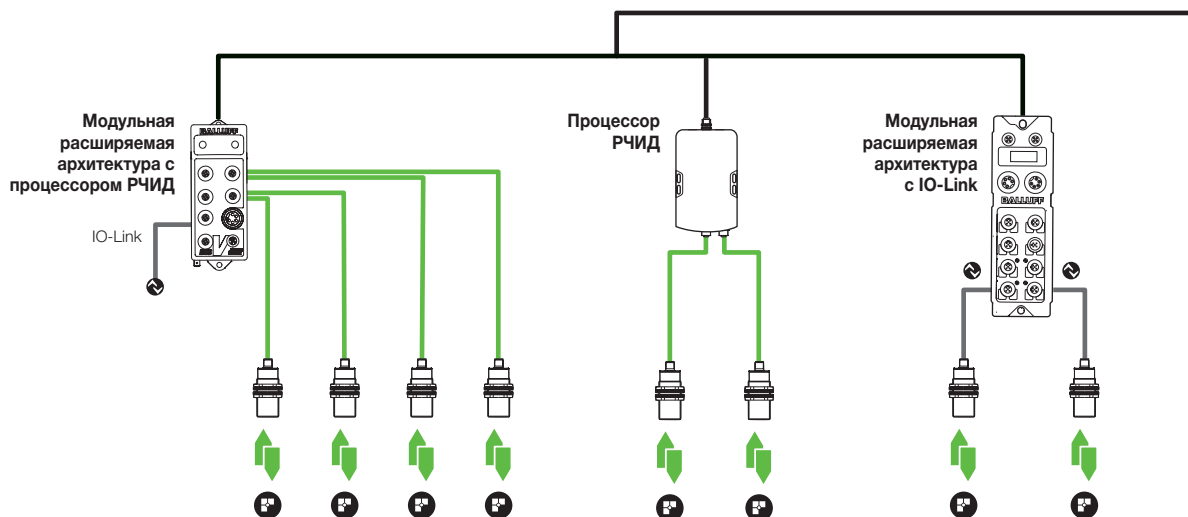 Модульная
расширяемая
архитектура с
процессором РЧИД
BALLUFF
IO-Link
Процессор
РЧИД
Модульная
расширяемая
архитектура
с IO-Link
BALLUFF